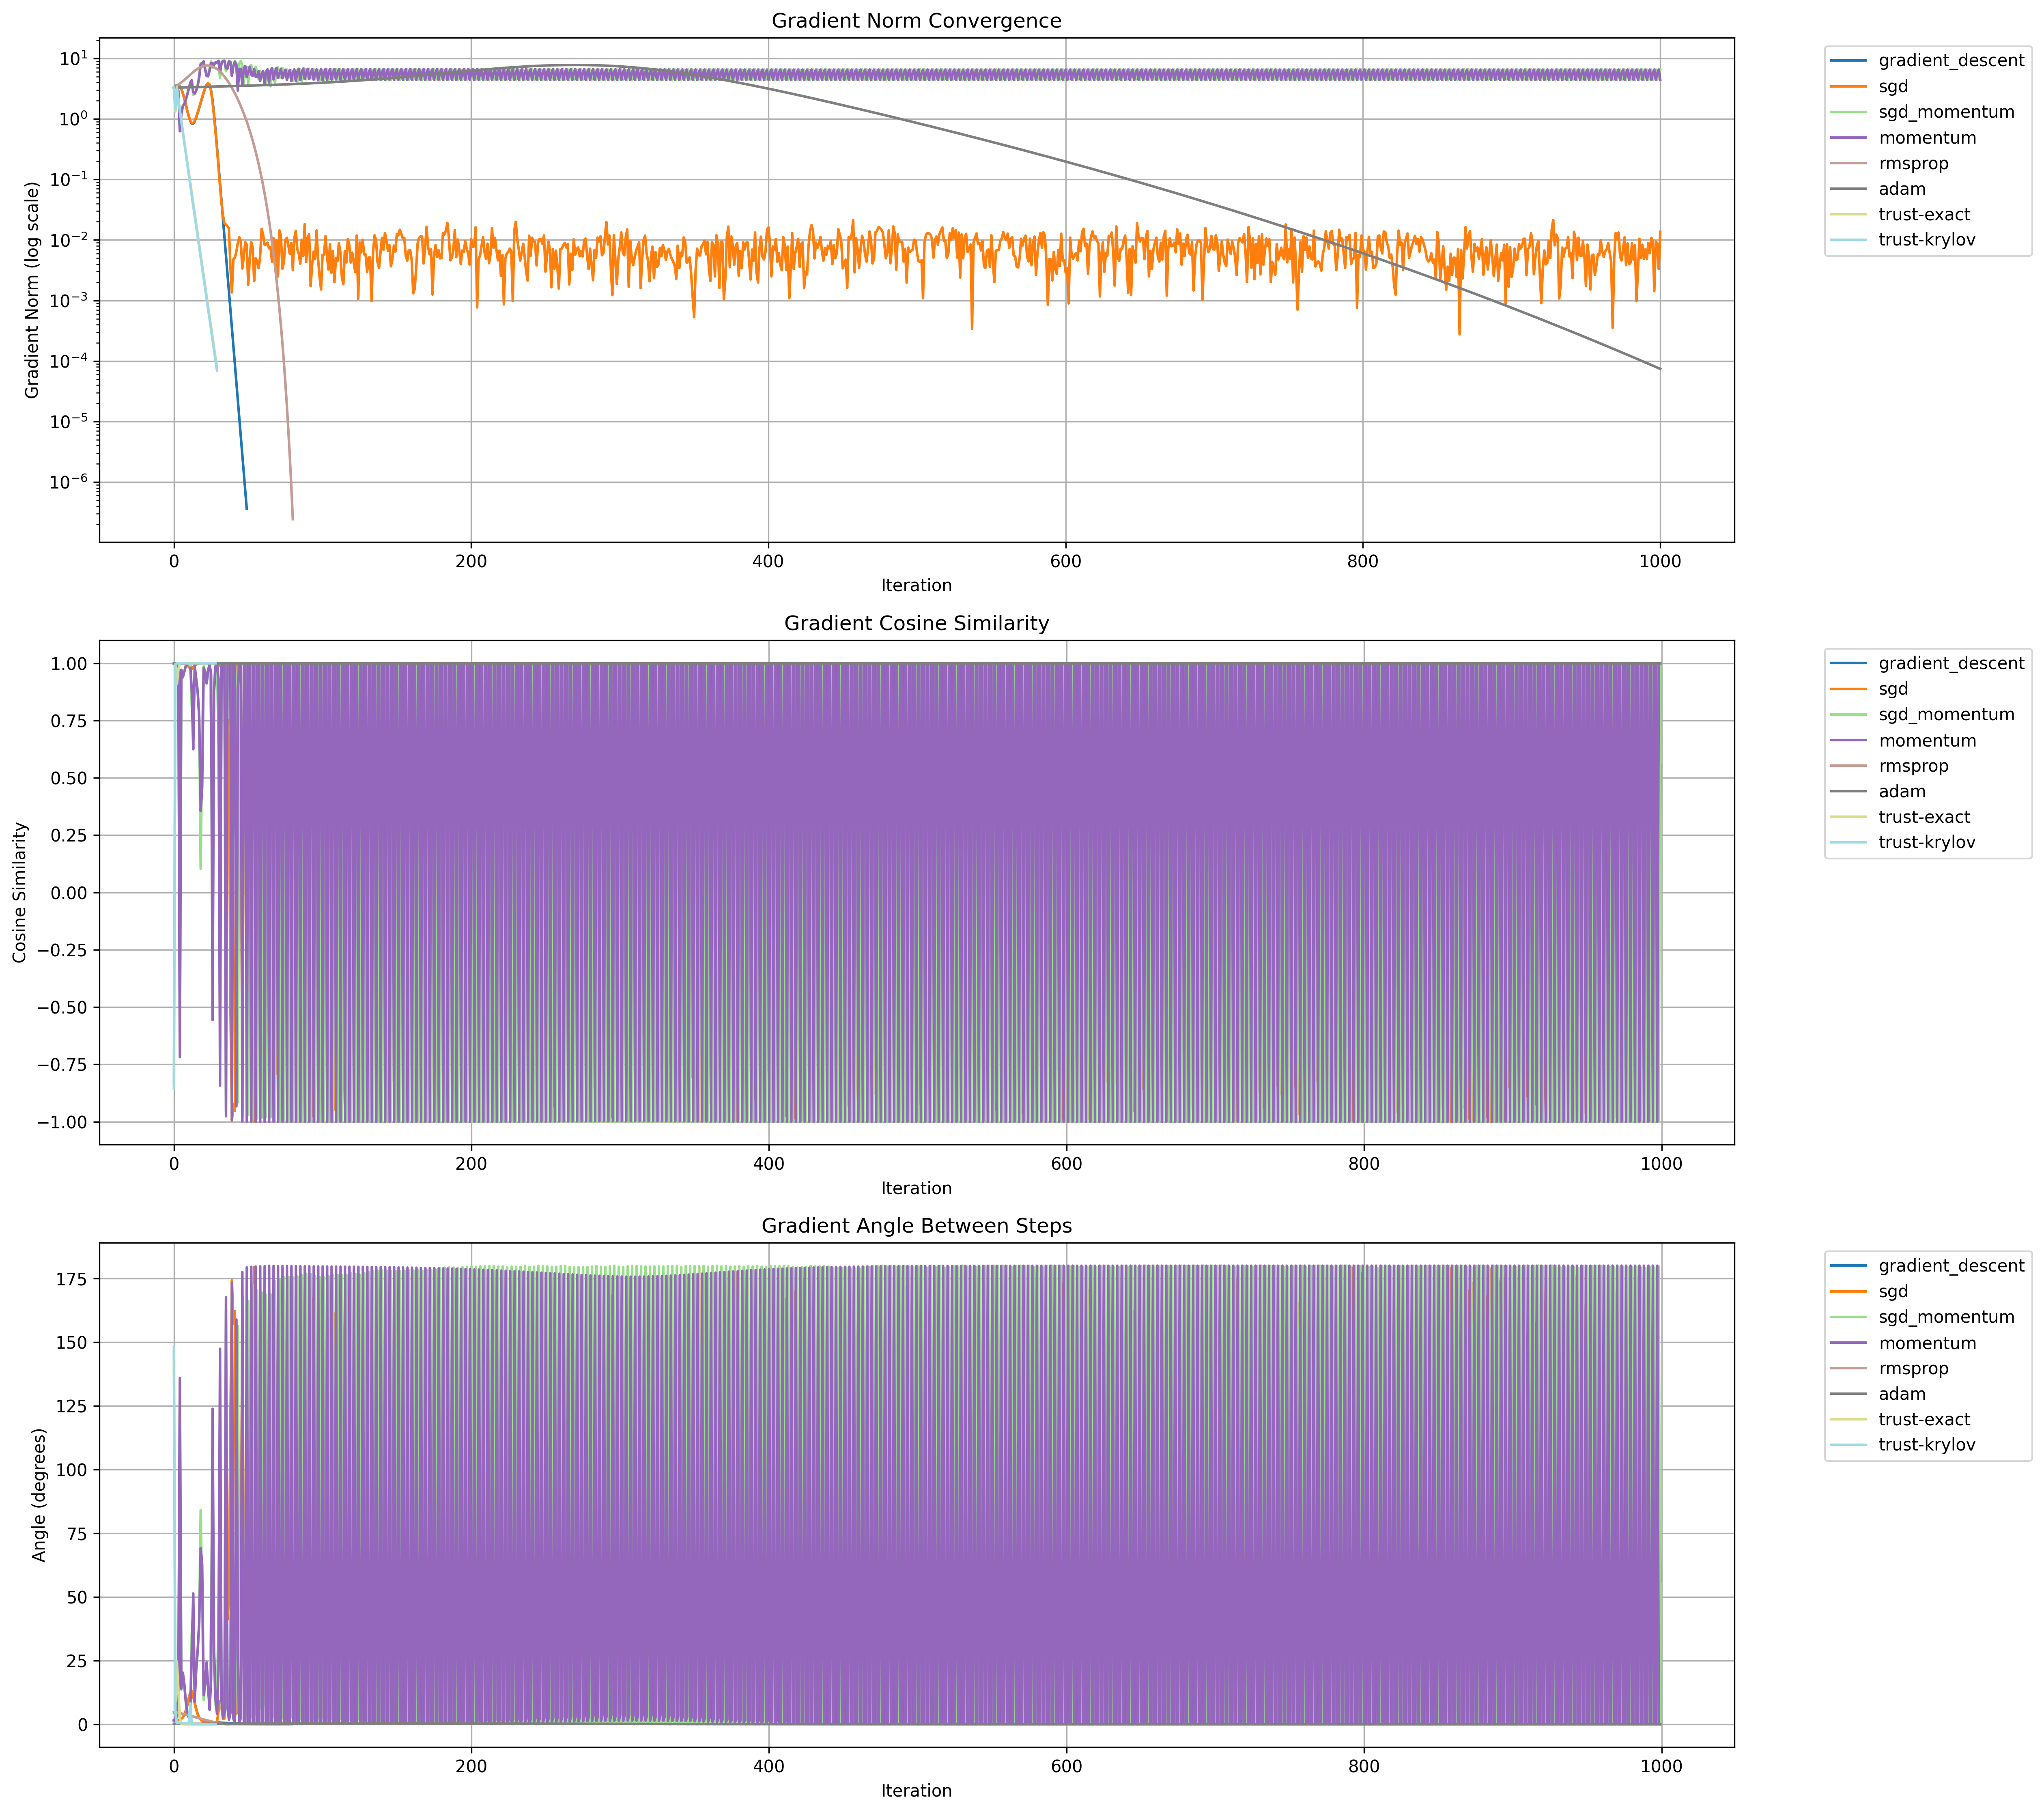 Gradient Norm Convergence
Gradient Norm (log scale)
10^1
10^0
10^−1
10^−2
10^−3
10^−4
10^−5
10^−6
0 200 400 600 800 1000
Iteration
gradient_descent
sgd
sgd_momentum
momentum
rmsprop
adam
trust-exact
trust-krylov
Gradient Cosine Similarity
Cosine Similarity
1.00
0.75
0.50
0.25
0.00
−0.25
−0.50
−0.75
−1.00
0 200 400 600 800 1000
Iteration
gradient_descent
sgd
sgd_momentum
momentum
rmsprop
adam
trust-exact
trust-krylov
Gradient Angle Between Steps
Angle (degrees)
175
150
125
100
75
50
25
0
0 200 400 600 800 1000
Iteration
gradient_descent
sgd
sgd_momentum
momentum
rmsprop
adam
trust-exact
trust-krylov